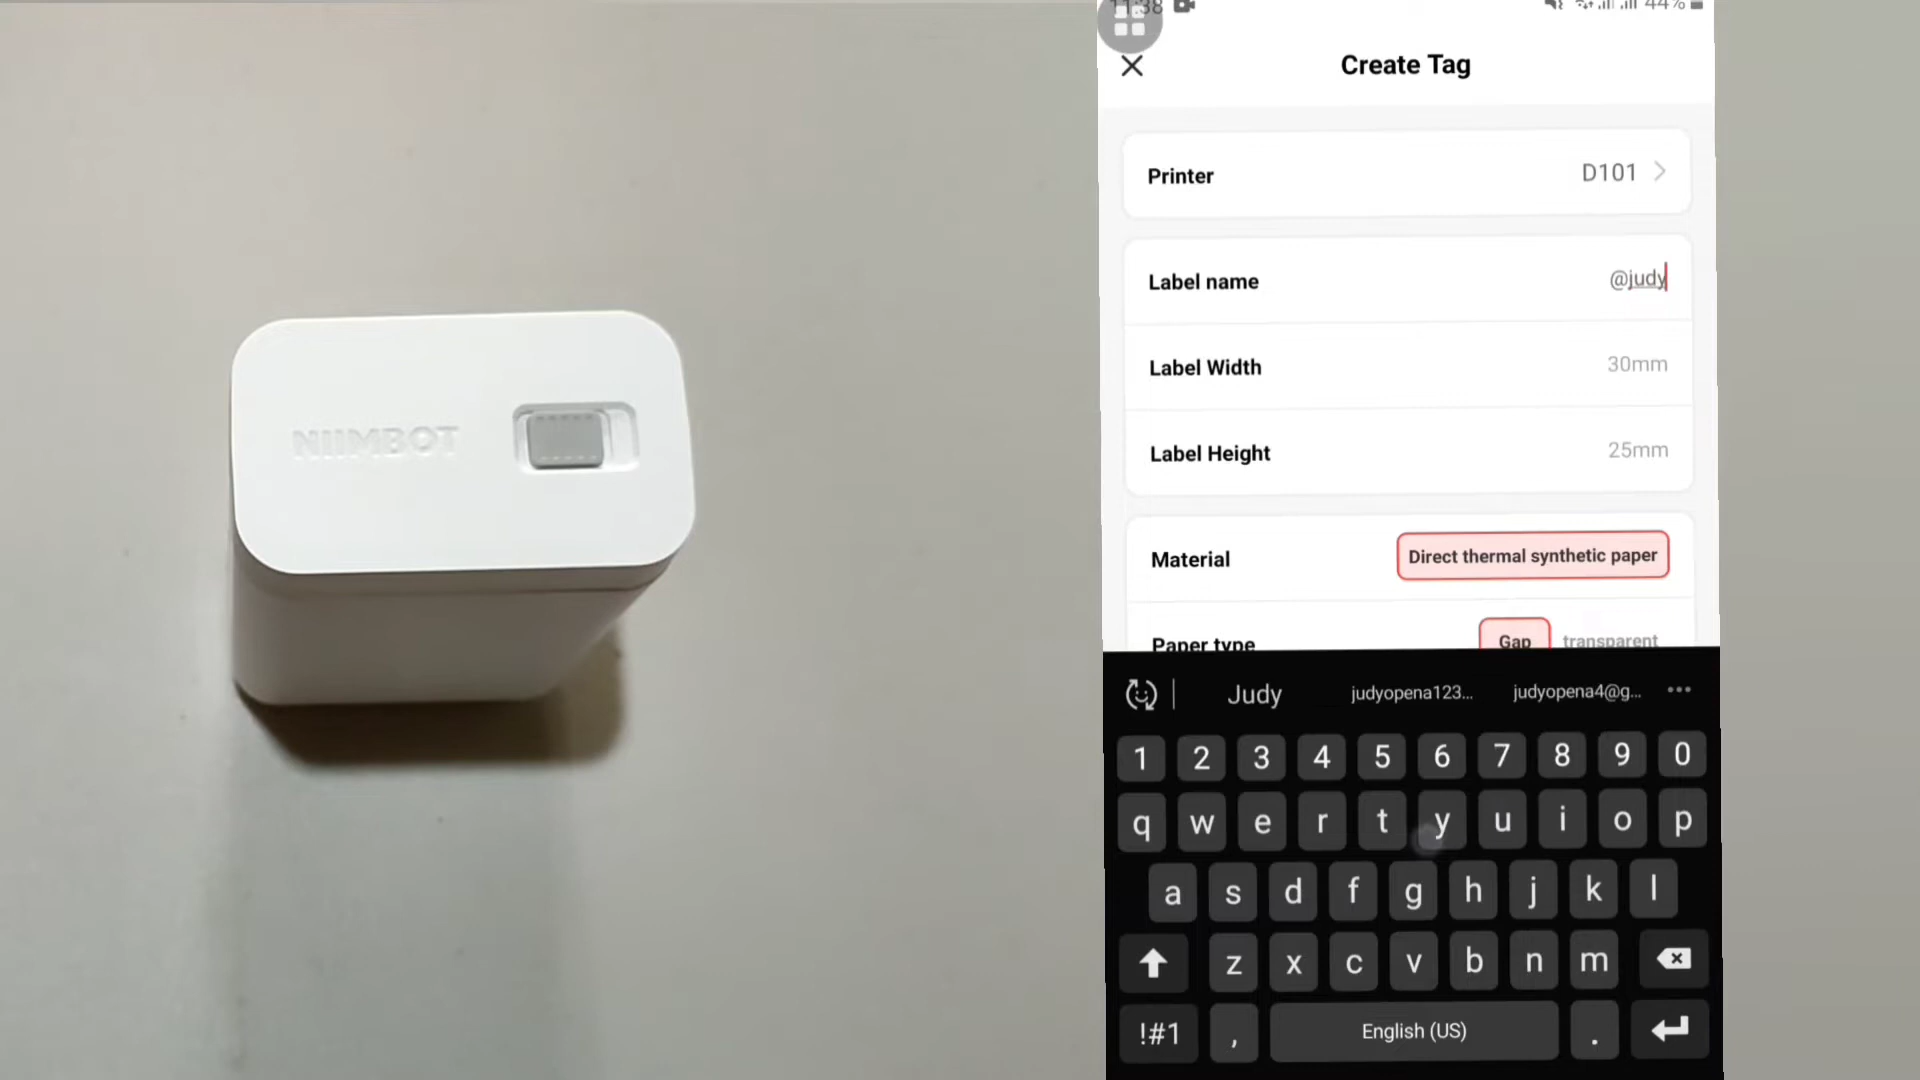 NIIMBOT
11:38
44%
Create Tag
Printer D101
Label name @judy
Label Width 30mm
Label Height 25mm
Material Direct thermal synthetic paper
Paper type Gap transparent
Judy judyopena123... judyopena4@g...
1 2 3 4 5 6 7 8 9 0
q w e r t y u i o p
a s d f g h j k l
z x c v b n m
!#1 , English (US) .